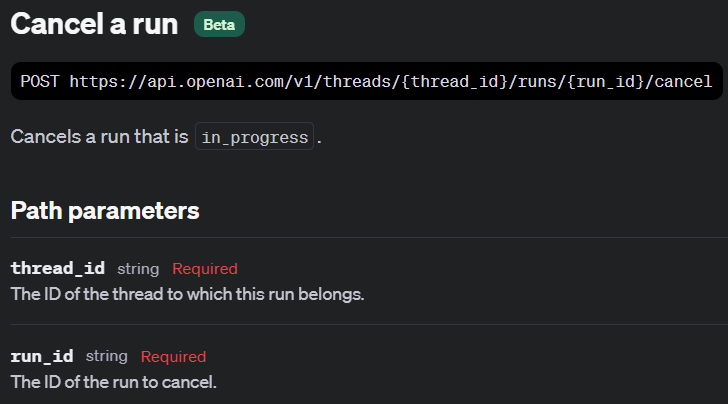 Cancel a run Beta
POST https://api.openai.com/v1/threads/{thread_id}/runs/{run_id}/cancel
Cancels a run that is in_progress.
Path parameters
thread_id string Required
The ID of the thread to which this run belongs.
run_id string Required
The ID of the run to cancel.